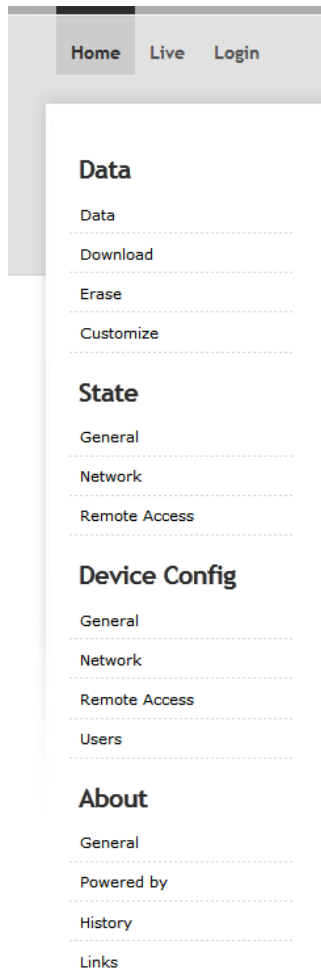 Home Live Login
Data
Data
Download
Erase
Customize
State
General
Network
Remote Access
Device Config
General
Network
Remote Access
Users
About
General
Powered by
History
Links